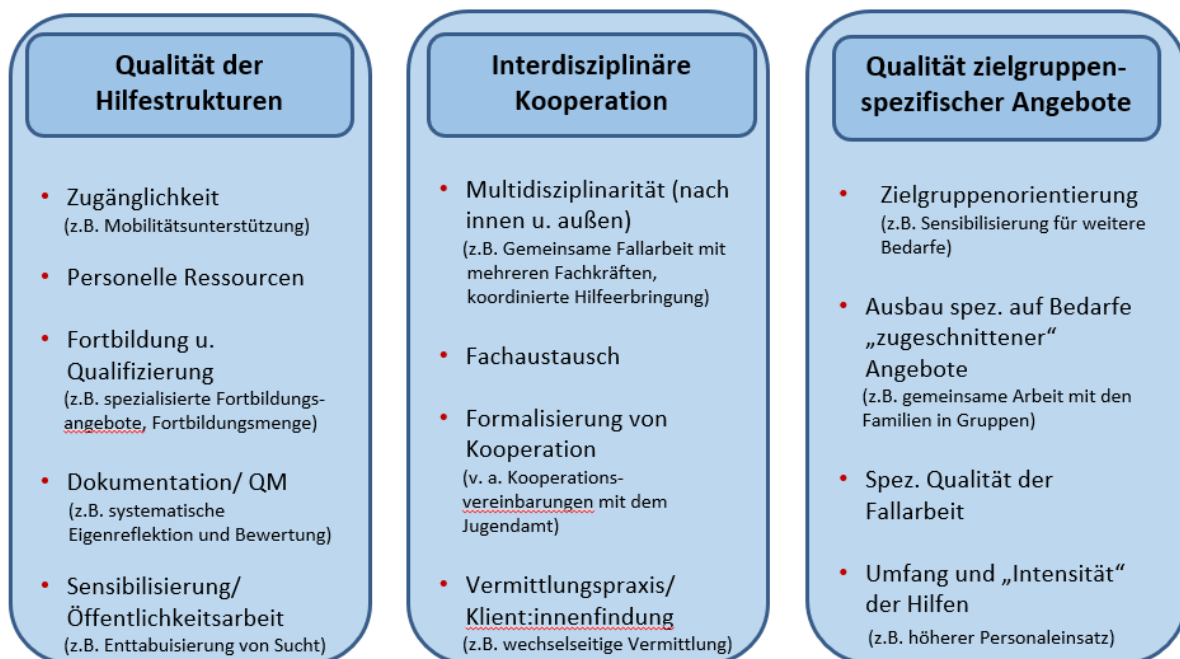 Qualität der
Hilfestrukturen
• Zugänglichkeit
(z.B. Mobilitätsunterstützung)
• Personelle Ressourcen
• Fortbildung u.
Qualifizierung
(z.B. spezialisierte Fortbildungs-
angebote, Fortbildungsmenge)
• Dokumentation/ QM
(z.B. systematische
Eigenreflektion und Bewertung)
• Sensibilisierung/
Öffentlichkeitsarbeit
(z.B. Enttabuisierung von Sucht)
Interdisziplinäre
Kooperation
• Multidisziplinarität (nach
innen u. außen)
(z.B. Gemeinsame Fallarbeit mit
mehreren Fachkräften,
koordinierte Hilfeerbringung)
• Fachaustausch
• Formalisierung von
Kooperation
(v. a. Kooperations-
vereinbarungen mit dem
Jugendamt)
• Vermittlungspraxis/
Klient:innenfindung
(z.B. wechselseitige Vermittlung)
Qualität zielgruppen-
spezifischer Angebote
• Zielgruppenorientierung
(z.B. Sensibilisierung für weitere
Bedarfe)
• Ausbau spez. auf Bedarfe
„zugeschnittener“
Angebote
(z.B. gemeinsame Arbeit mit den
Familien in Gruppen)
• Spez. Qualität der
Fallarbeit
• Umfang und „Intensität“
der Hilfen
(z.B. höherer Personaleinsatz)